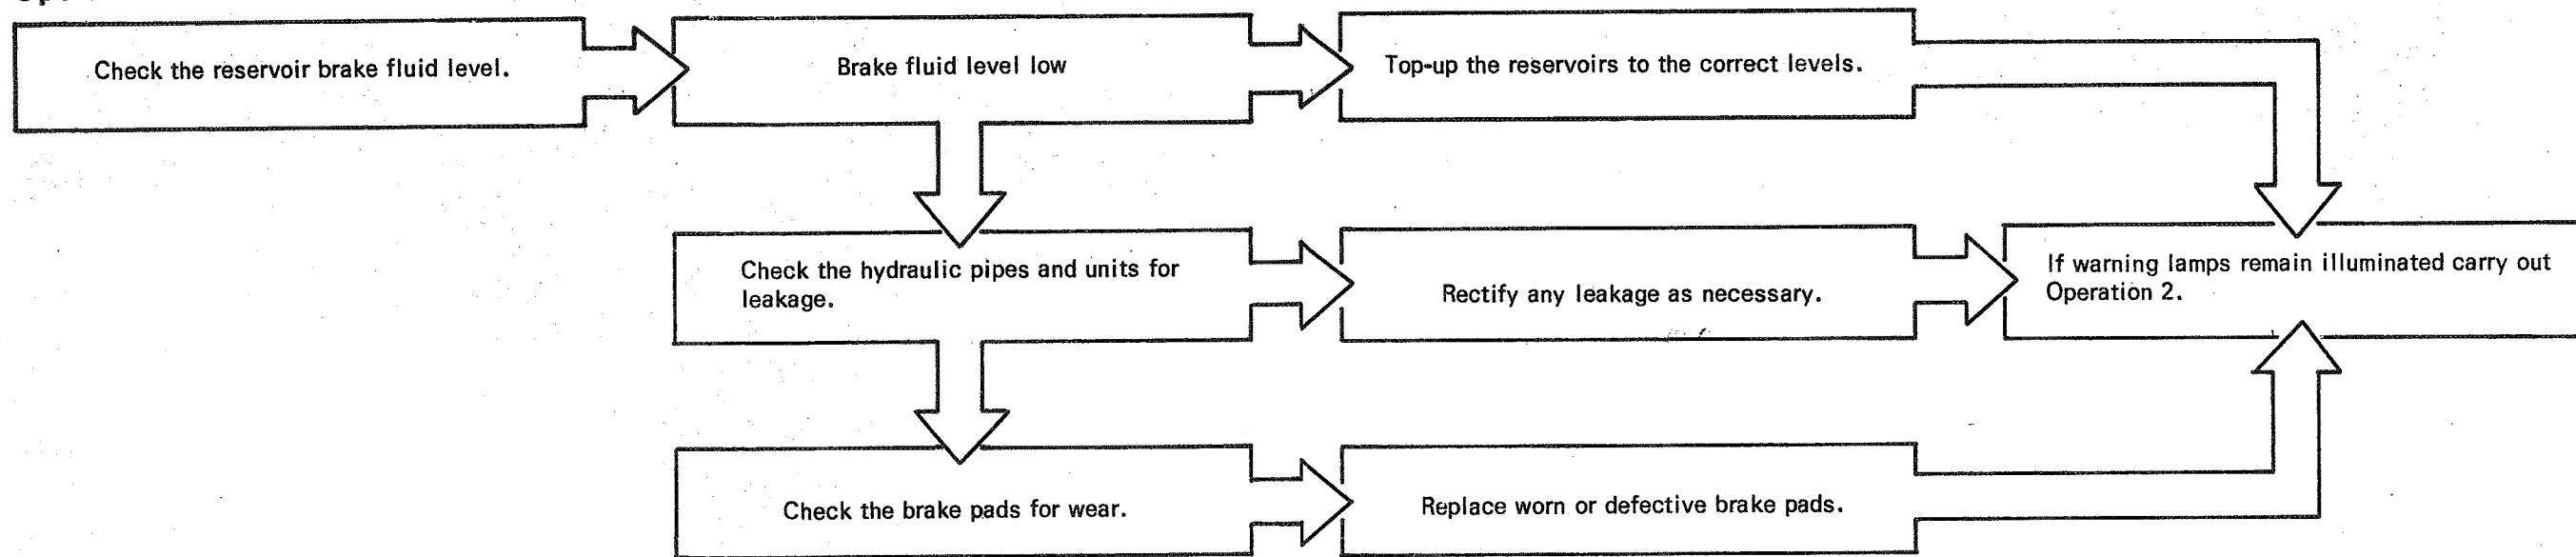 Check the reservoir brake fluid level.
Brake fluid level low
Top-up the reservoirs to the correct levels.
Check the hydraulic pipes and units for
leakage.
Rectify any leakage as necessary.
If warning lamps remain illuminated carry out
Operation 2.
Check the brake pads for wear.
Replace worn or defective brake pads.